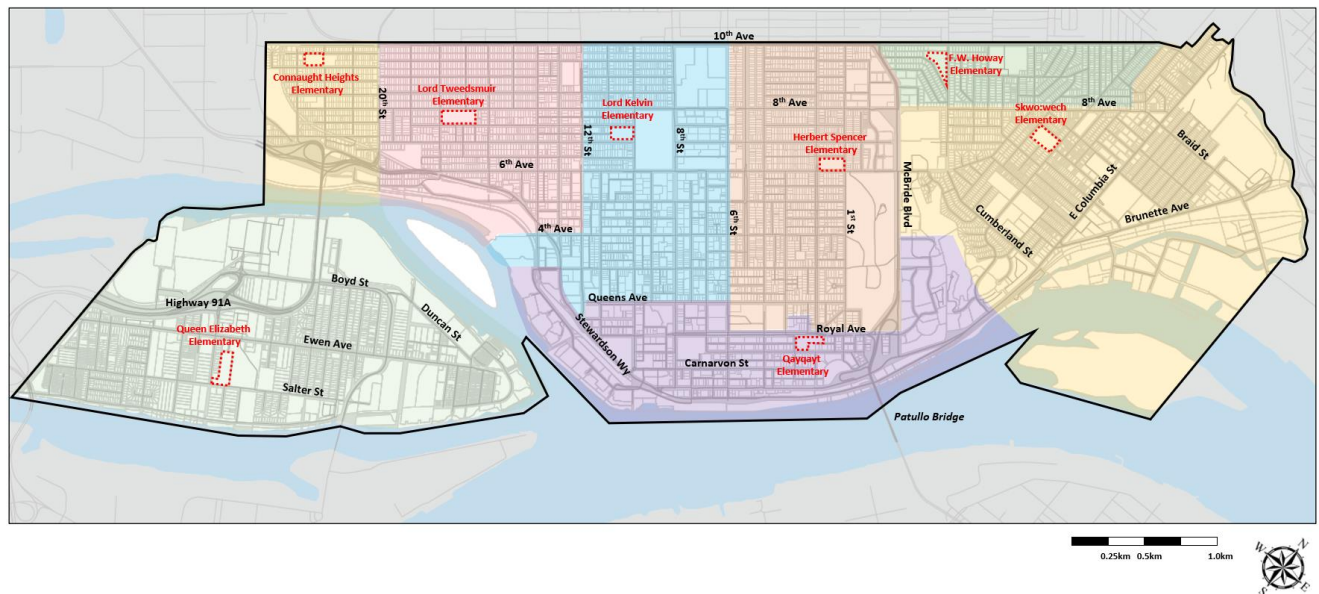 10th Ave
Connaught Heights
Elementary
20th St
Lord Tweedsmuir
Elementary
12th St
Lord Kelvin
Elementary
8th St
8th Ave
F.W. Howay
Elementary
8th Ave
Skwo:wech
Elementary
Braid St
Herbert Spencer
Elementary
6th Ave
McBride Blvd
E Columbia St
Brunette Ave
Cumberland St
4th Ave
6th St
1st St
Boyd St
Highway 91A
Duncan St
Queens Ave
Queen Elizabeth
Elementary
Ewen Ave
Stewardson Wy
Royal Ave
Carnarvon St
Qayqayt
Elementary
Salter St
Patullo Bridge
0.25km 0.5km 1.0km
W N
S E